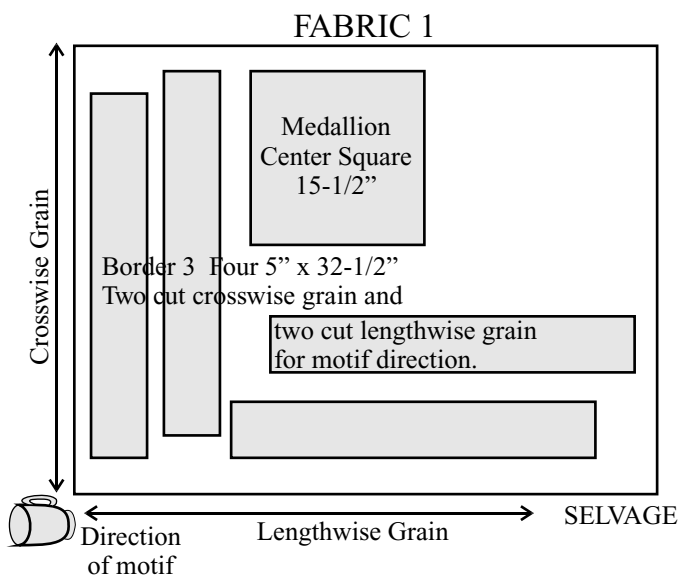 FABRIC 1
Crosswise Grain
Medallion
Center Square
15-1/2”
Border 3 Four 5” x 32-1/2”
Two cut crosswise grain and
two cut lengthwise grain
for motif direction.
Direction
of motif
Lengthwise Grain
SELVAGE